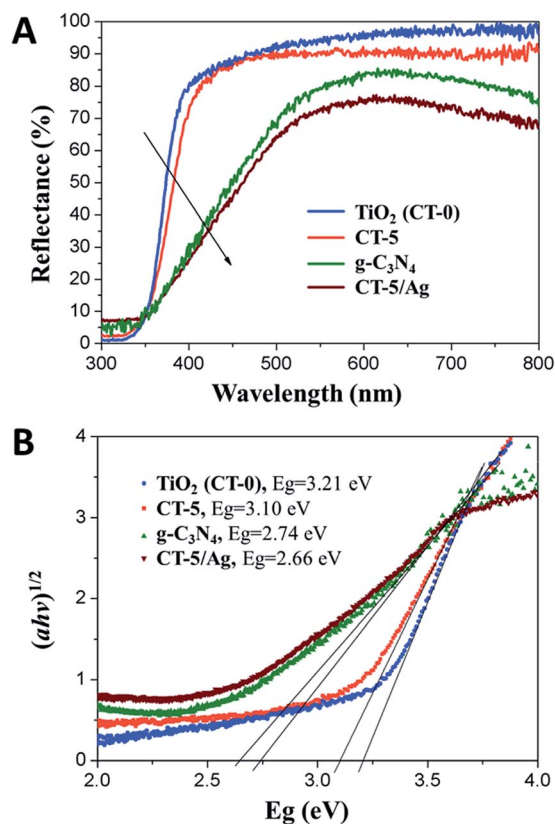 A
100
90
80
70
60
50
40
30
20
10
0
Reflectance (%)
TiO₂ (CT-0)
CT-5
g-C₃N₄
CT-5/Ag
300 400 500 600 700 800
Wavelength (nm)
B
4
3
2
1
0
(ahv)^1/2
TiO₂ (CT-0), Eg=3.21 eV
CT-5, Eg=3.10 eV
g-C₃N₄, Eg=2.74 eV
CT-5/Ag, Eg=2.66 eV
2.0 2.5 3.0 3.5 4.0
Eg (eV)